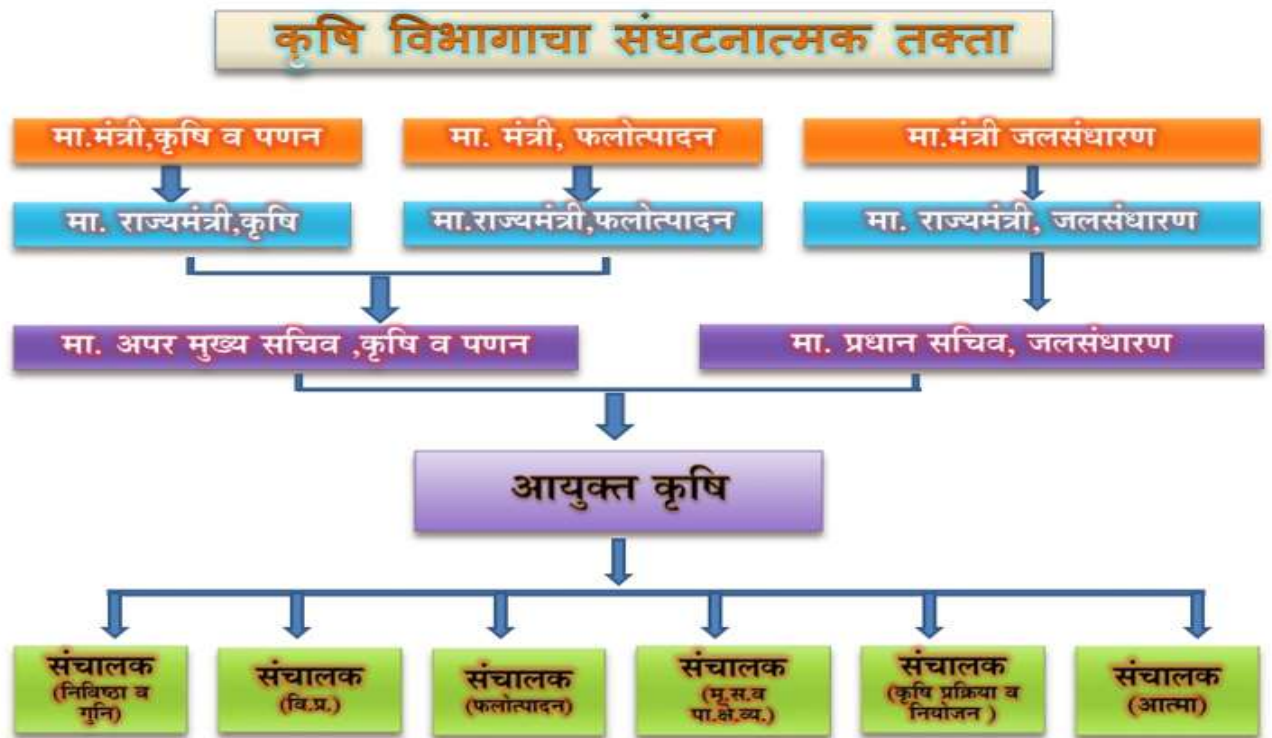 कृषि विभागाचा संघटनात्मक तक्ता
मा.मंत्री,कृषि व पणन
मा. मंत्री, फलोत्पादन
मा.मंत्री जलसंधारण
मा. राज्यमंत्री,कृषि
मा.राज्यमंत्री,फलोत्पादन
मा. राज्यमंत्री, जलसंधारण
मा. अपर मुख्य सचिव ,कृषि व पणन
मा. प्रधान सचिव, जलसंधारण
आयुक्त कृषि
संचालक
(निविष्ठा व
गुनि)
संचालक
(वि.प्र.)
संचालक
(फलोत्पादन)
संचालक
(मृ.स.व
पा.क्षे.व्य.)
संचालक
(कृषि प्रक्रिया व
नियोजन )
संचालक
(आत्मा)